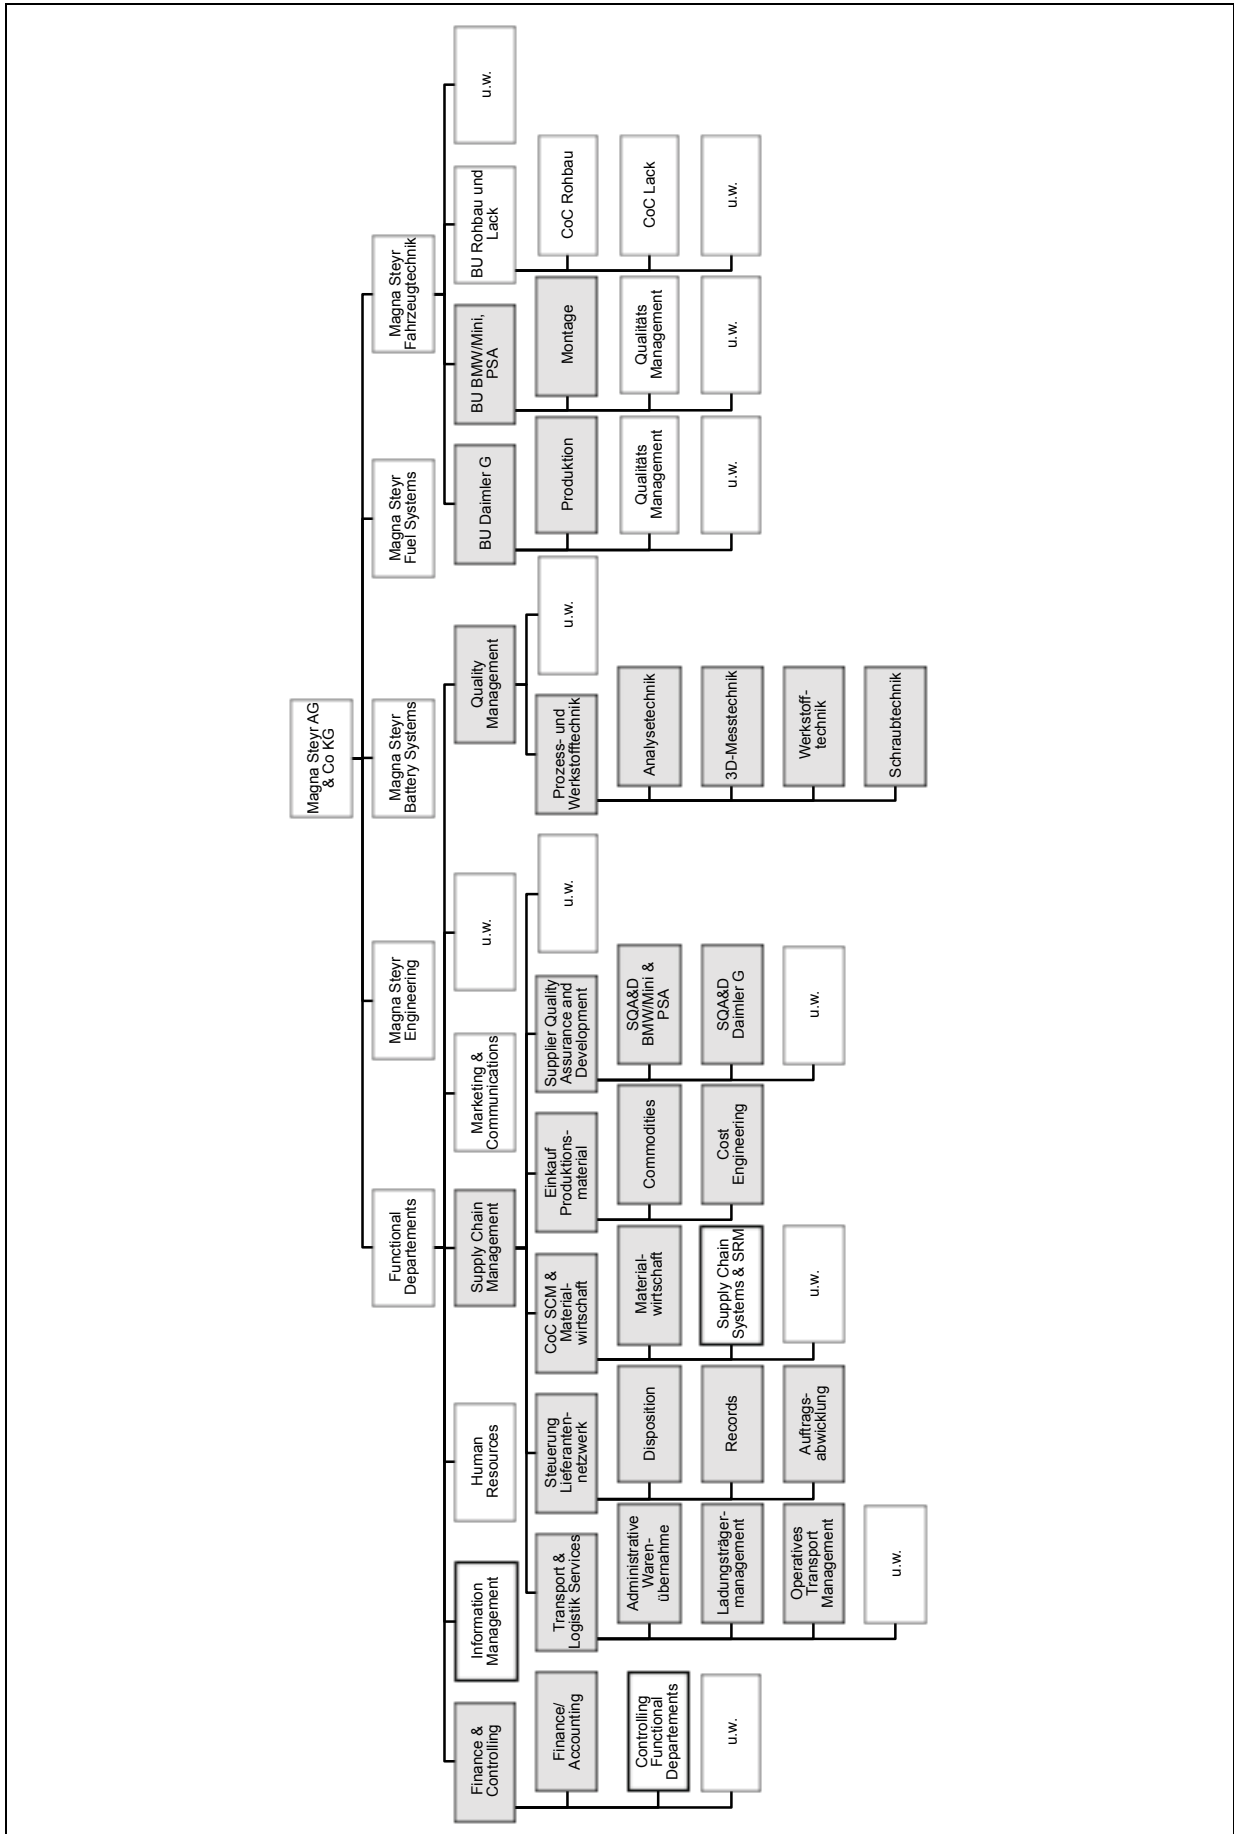 Magna Steyr AG
& Co KG
Functional
Departements
Magna Steyr
Engineering
Magna Steyr
Battery Systems
Magna Steyr
Fuel Systems
Magna Steyr
Fahrzeugtechnik
Finance &
Controlling
Information
Management
Human
Resources
Supply Chain
Management
Marketing &
Communications
u.w.
Quality
Management
BU Daimler G
BU BMW/Mini,
PSA
BU Rohbau und
Lack
u.w.
Finance/
Accounting
Controlling
Functional
Departements
u.w.
Transport &
Logistik Services
Administrative
Waren-
übernahme
Ladungsträger-
management
Operatives
Transport
Management
u.w.
Steuerung
Lieferanten-
netzwerk
Disposition
Records
Auftrags-
abwicklung
CoC SCM &
Material-
wirtschaft
Material-
wirtschaft
Supply Chain
Systems & SRM
u.w.
Einkauf
Produktions-
material
Commodities
Cost
Engineering
Supplier Quality
Assurance and
Development
SQA&D
BMW/Mini &
PSA
SQA&D
Daimler G
u.w.
u.w.
Prozess- und
Werkstofftechnik
Analysetechnik
3D-Messtechnik
Werkstoff-
technik
Schraubtechnik
u.w.
Produktion
Qualitäts
Management
u.w.
Montage
Qualitäts
Management
u.w.
CoC Rohbau
CoC Lack
u.w.